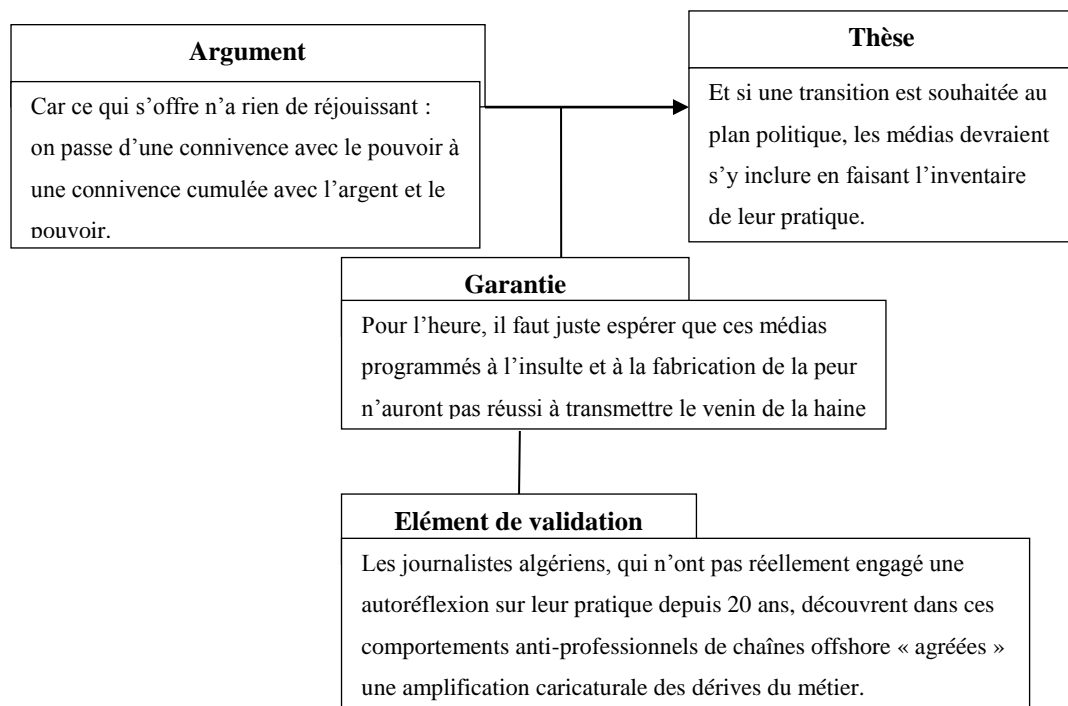 Argument
Car ce qui s’offre n’a rien de réjouissant :
on passe d’une connivence avec le pouvoir à
une connivence cumulée avec l’argent et le
pouvoir.
Thèse
Et si une transition est souhaitée au
plan politique, les médias devraient
s’y inclure en faisant l’inventaire
de leur pratique.
Garantie
Pour l’heure, il faut juste espérer que ces médias
programmés à l’insulte et à la fabrication de la peur
n’auront pas réussi à transmettre le venin de la haine
Elément de validation
Les journalistes algériens, qui n’ont pas réellement engagé une
autoréflexion sur leur pratique depuis 20 ans, découvrent dans ces
comportements anti-professionnels de chaînes offshore « agréées »
une amplification caricaturale des dérives du métier.